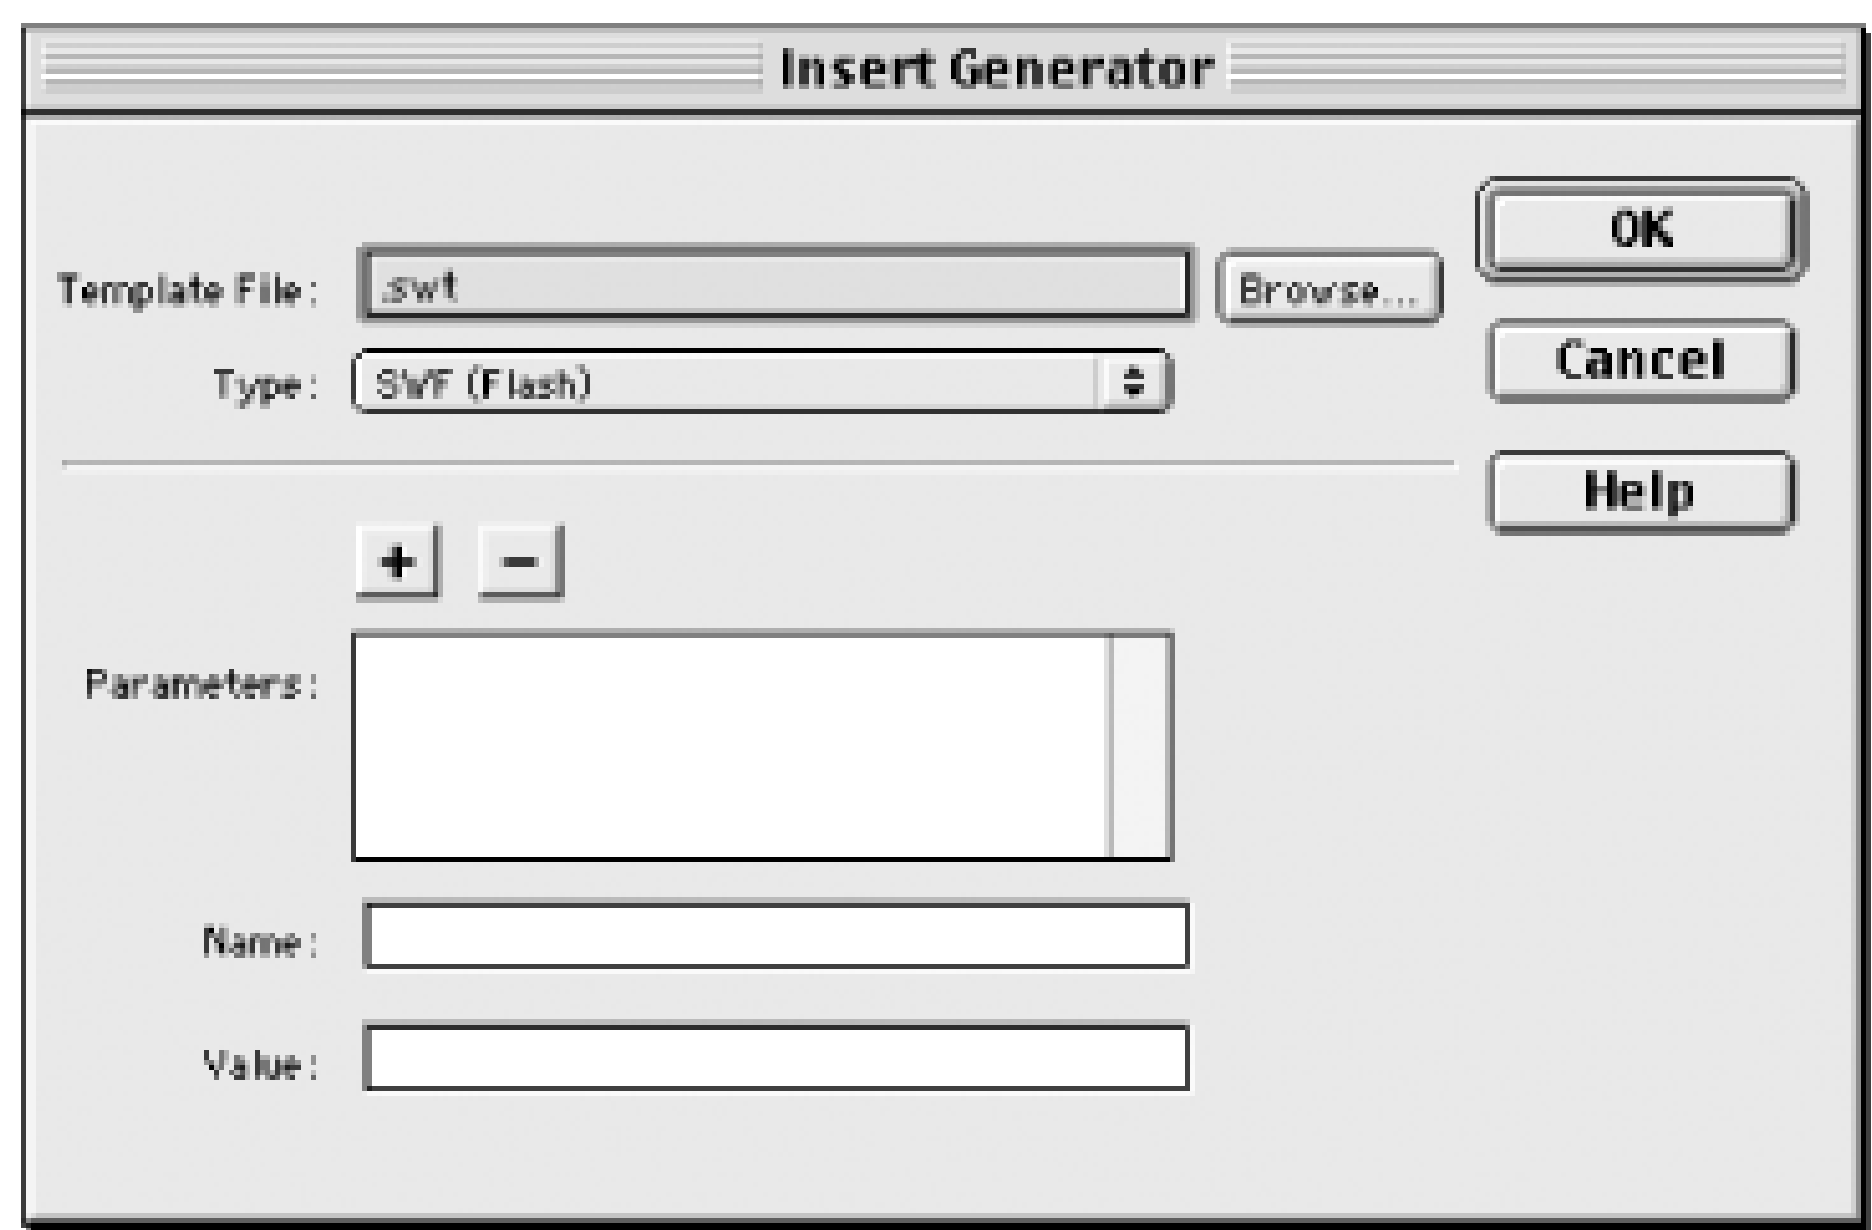 Insert Generator
Template File: .swt Browse... OK
Type: SWF (Flash) Cancel
Help
+ -
Parameters:
Name:
Value: